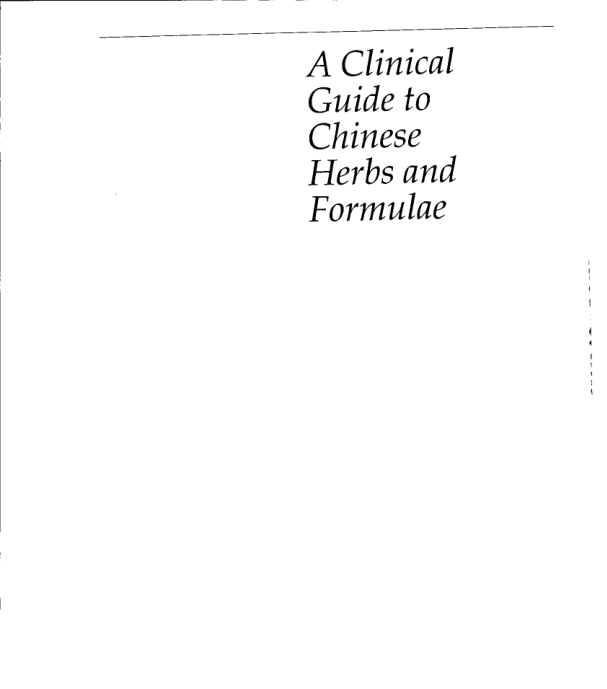 A Clinical
Guide to
Chinese
Herbs and
Formulae